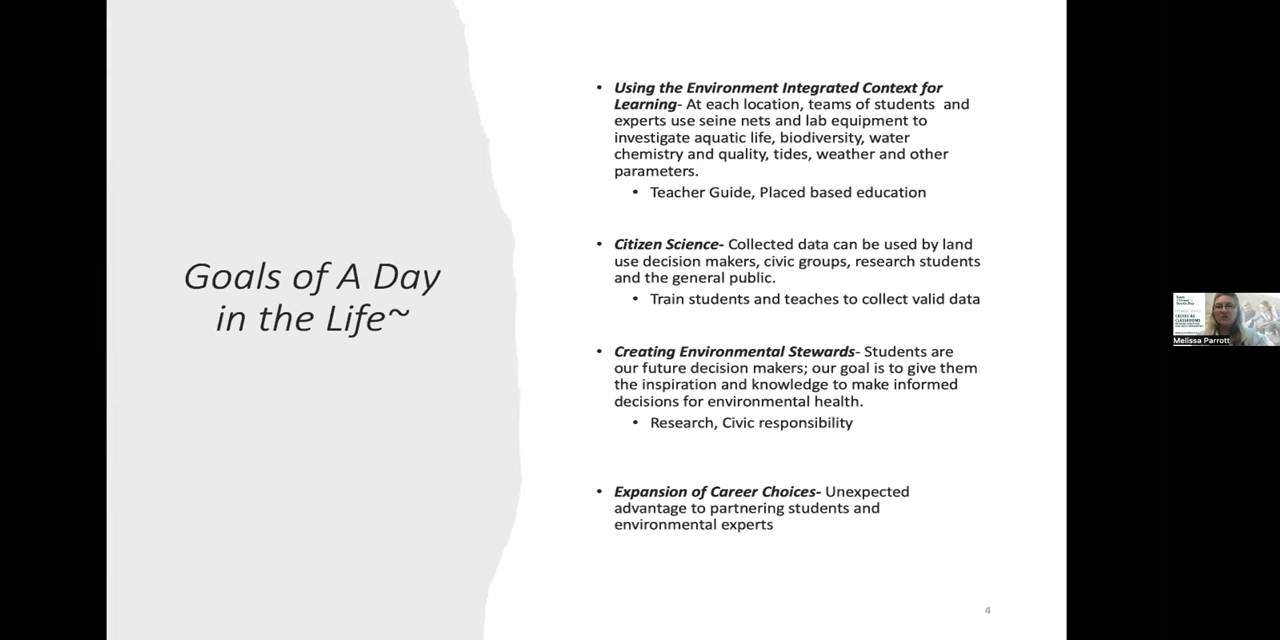 Goals of A Day
in the Life~
• Using the Environment Integrated Context for
Learning- At each location, teams of students and
experts use seine nets and lab equipment to
investigate aquatic life, biodiversity, water
chemistry and quality, tides, weather and other
parameters.
• Teacher Guide, Placed based education
• Citizen Science- Collected data can be used by land
use decision makers, civic groups, research students
and the general public.
• Train students and teaches to collect valid data
• Creating Environmental Stewards- Students are
our future decision makers; our goal is to give them
the inspiration and knowledge to make informed
decisions for environmental health.
• Research, Civic responsibility
• Expansion of Career Choices- Unexpected
advantage to partnering students and
environmental experts
4
CREEKS AS
CLASSROOMS
Melissa Parrott